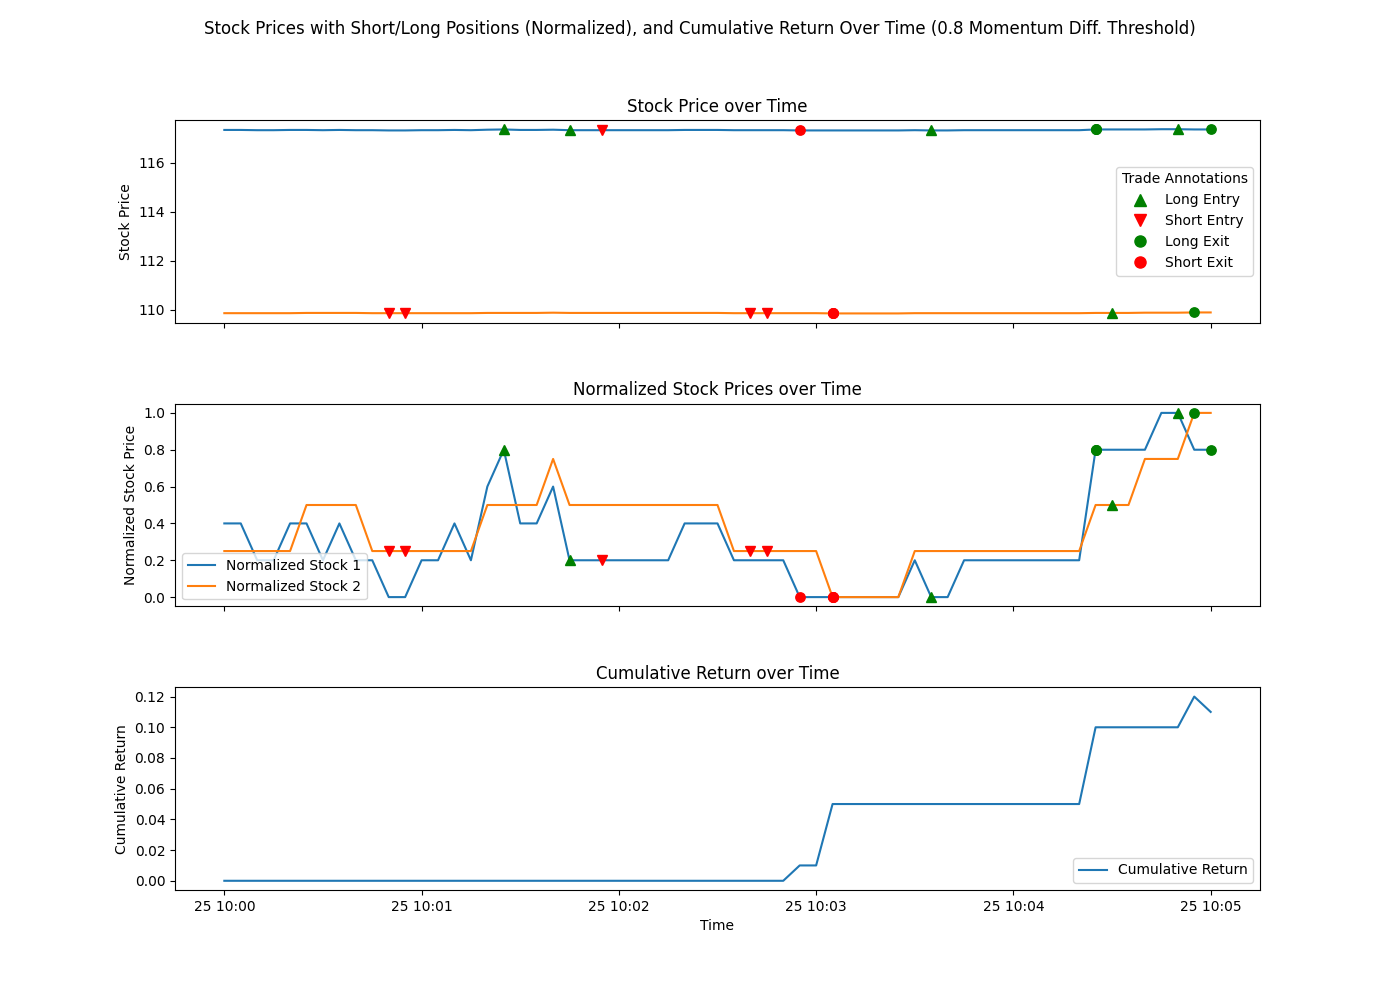 Stock Prices with Short/Long Positions (Normalized), and Cumulative Return Over Time (0.8 Momentum Diff. Threshold)
Stock Price over Time
Stock Price
116
114
112
110
Trade Annotations
Long Entry
Short Entry
Long Exit
Short Exit
Normalized Stock Prices over Time
Normalized Stock Price
1.0
0.8
0.6
0.4
0.2
0.0
Normalized Stock 1
Normalized Stock 2
Cumulative Return over Time
Cumulative Return
0.12
0.10
0.08
0.06
0.04
0.02
0.00
Cumulative Return
25 10:00 25 10:01 25 10:02 25 10:03 25 10:04 25 10:05
Time